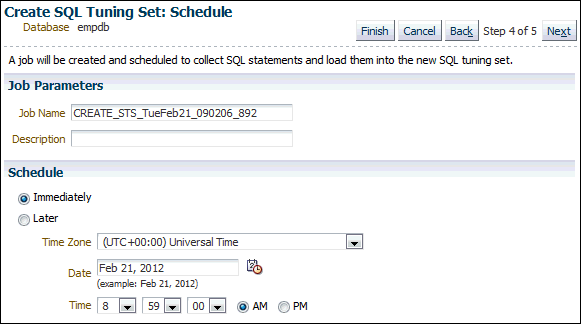 Create SQL Tuning Set: Schedule
Database empdb
Finish Cancel Back Step 4 of 5 Next
A job will be created and scheduled to collect SQL statements and load them into the new SQL tuning set.
Job Parameters
Job Name CREATE_STS_TueFeb21_090206_892
Description
Schedule
Immediately
Later
Time Zone (UTC+00:00) Universal Time
Date Feb 21, 2012
(example: Feb 21, 2012)
Time 8 59 00 AM PM